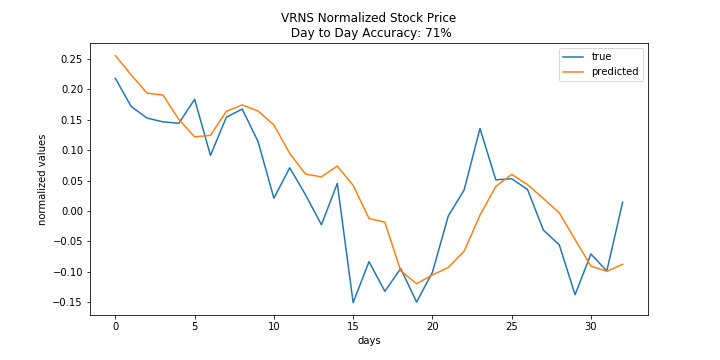 VRNS Normalized Stock Price
Day to Day Accuracy: 71%
true
predicted
normalized values
0.25
0.20
0.15
0.10
0.05
0.00
−0.05
−0.10
−0.15
0 5 10 15 20 25 30
days